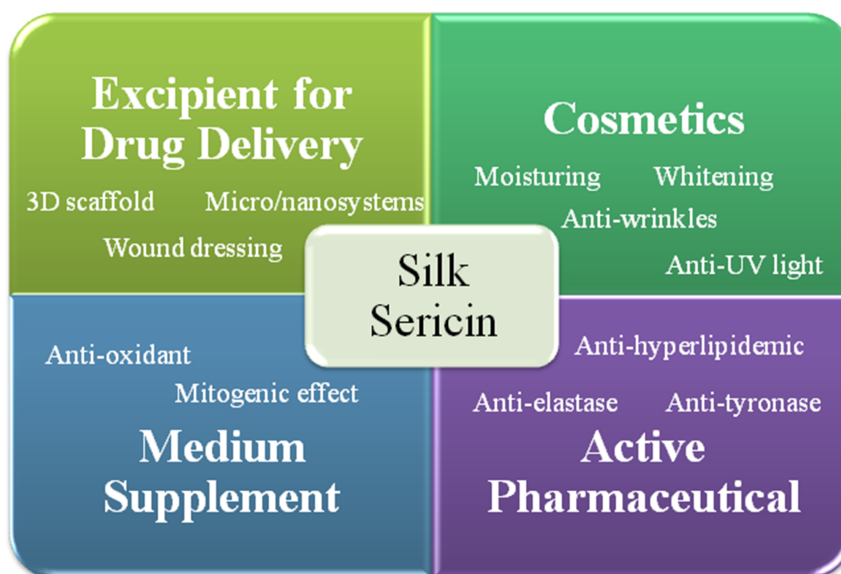 Excipient for
Drug Delivery
3D scaffold
Micro/nanosystems
Wound dressing
Cosmetics
Moisturing
Whitening
Anti-wrinkles
Anti-UV light
Silk
Sericin
Anti-oxidant
Mitogenic effect
Medium
Supplement
Anti-hyperlipidemic
Anti-elastase
Anti-tyronase
Active
Pharmaceutical